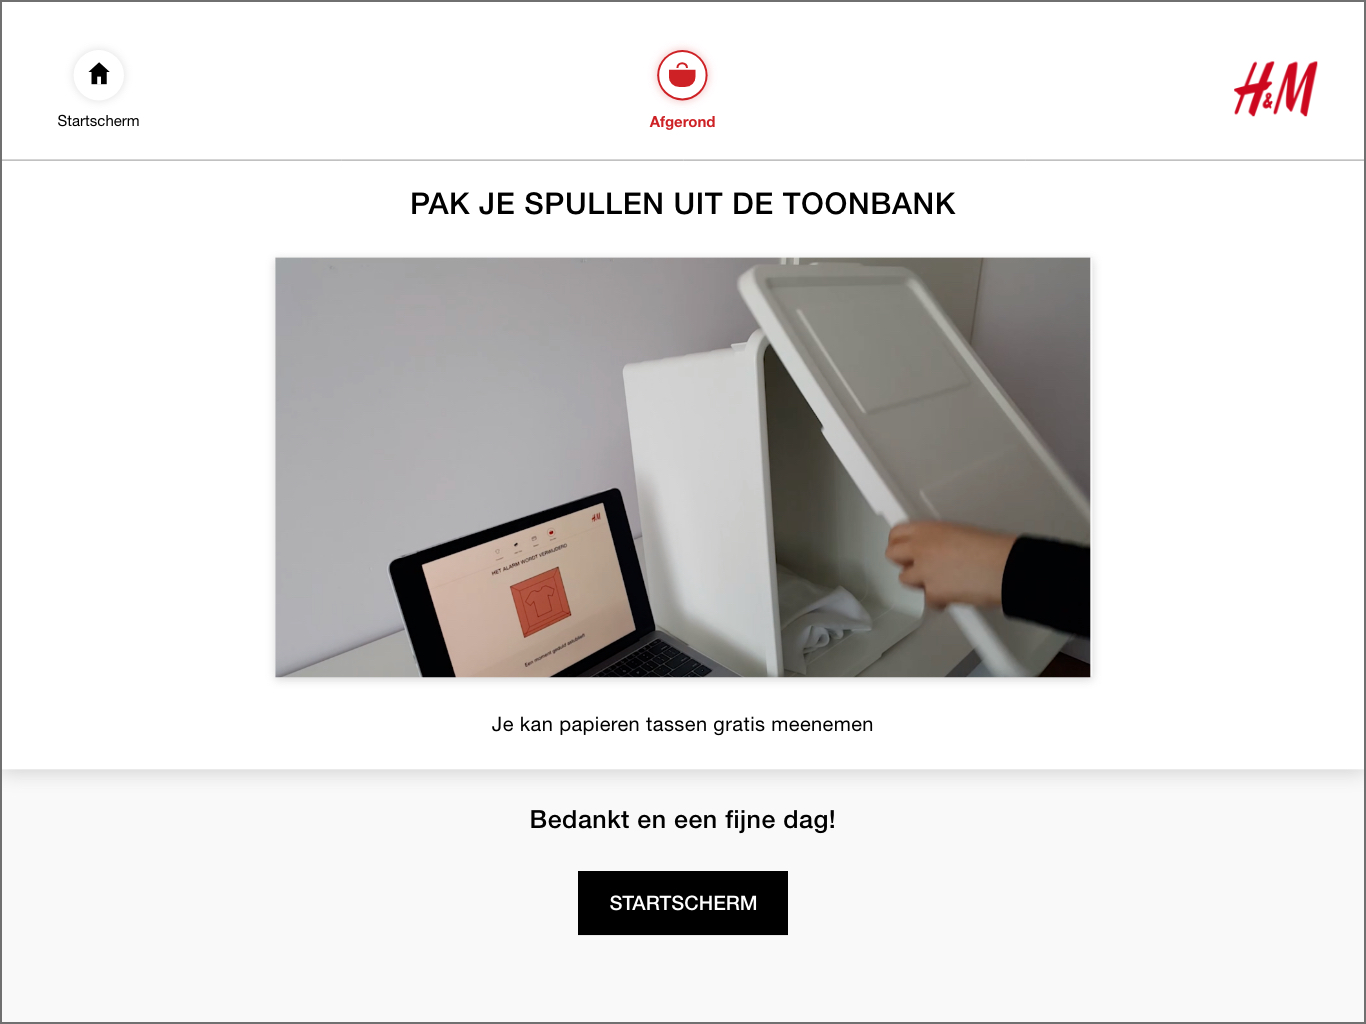 Startscherm
Afgerond
H&M
PAK JE SPULLEN UIT DE TOONBANK
H&M
HET ALARM WORDT VERWIJDERD
Een moment geduld astublieft
Je kan papieren tassen gratis meenemen
Bedankt en een fijne dag!
STARTSCHERM